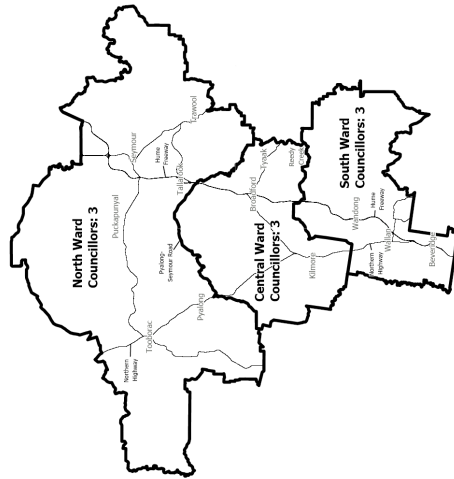 North Ward
Councillors: 3
Seymour
Trawool
Hume
Freeway
Tallarook
Puckapunyal
Pyalong-
Seymour Road
Tooborac
Northern
Highway
Pyalong
Central Ward
Councillors: 3
Broadford
Tyaak
Reedy
Creek
Kilmore
South Ward
Councillors: 3
Wandong
Hume
Freeway
Northern
Highway
Wallan
Beveridge